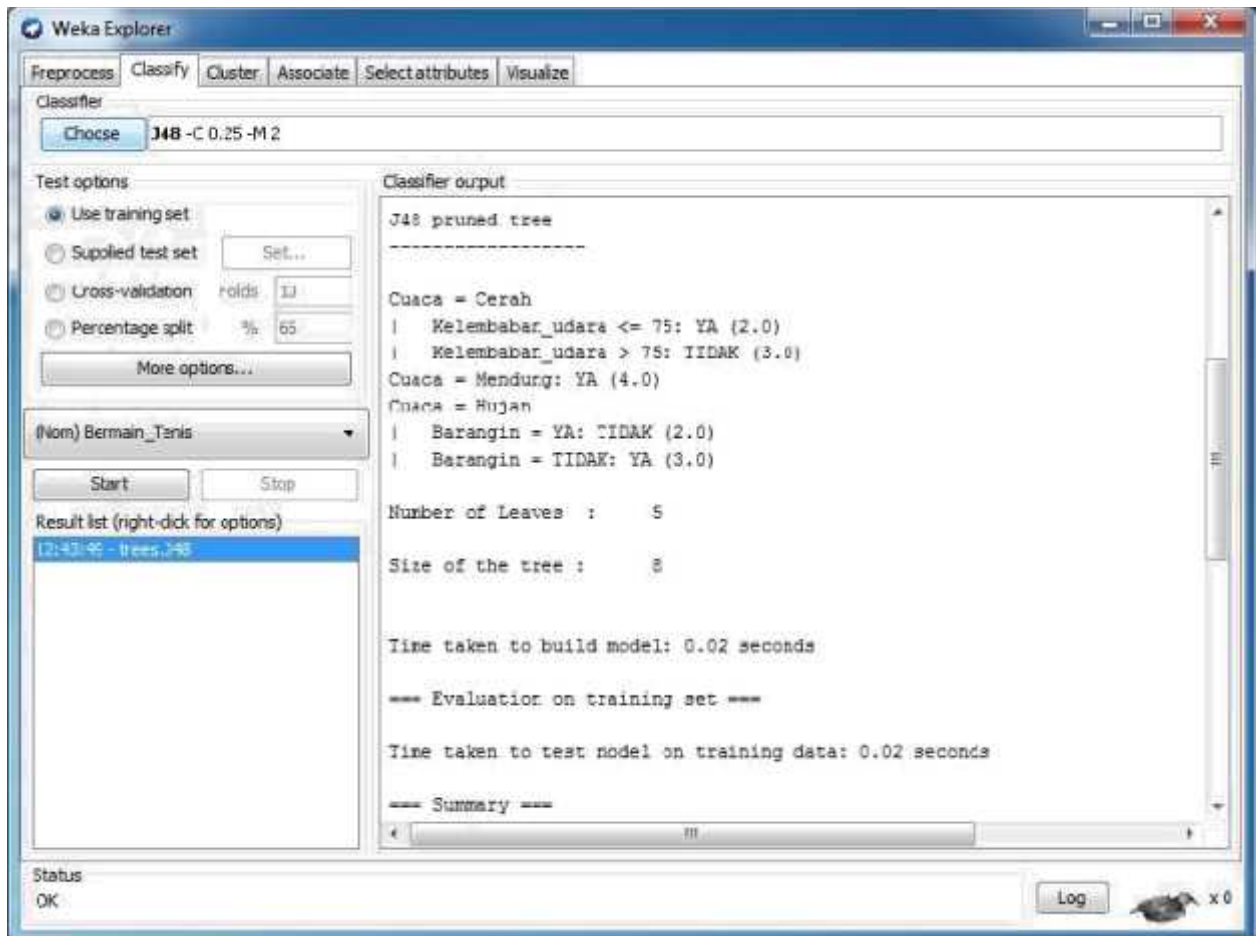 Weka Explorer
Preprocess Classify Cluster Associate Select attributes Visualize
Classifier
Choose J48 -C 0.25 -M 2
Test options
Use training set
Supplied test set Set...
Cross-validation Folds 10
Percentage split % 65
More options...
(Nom) Bermain_Tenis
Start Stop
Result list (right-click for options)
12:43:46 - trees.J48
Classifier output
J48 pruned tree
------------------
Cuaca = Cerah
| Kelembabar_udara <= 75: YA (2.0)
| Kelembabar_udara > 75: TIDAK (3.0)
Cuaca = Mendung: YA (4.0)
Cuaca = Hujan
| Barangin = YA: TIDAK (2.0)
| Barangin = TIDAK: YA (3.0)
Number of Leaves : 5
Size of the tree : 8
Time taken to build model: 0.02 seconds
=== Evaluation on training set ===
Time taken to test model on training data: 0.02 seconds
=== Summary ===
Status
OK
Log x 0